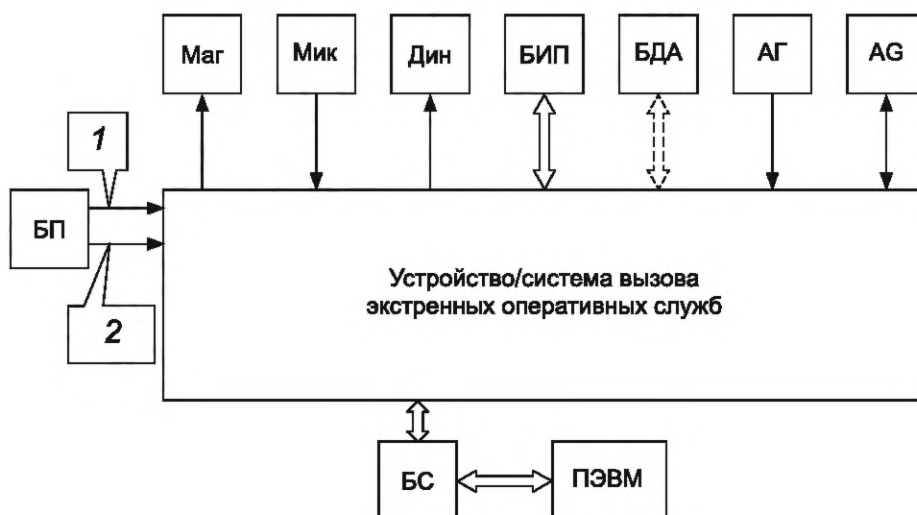 Маг Мик Дин БИП БДА АГ AG
1
БП
2
Устройство/система вызова
экстренных оперативных служб
БС ПЭВМ